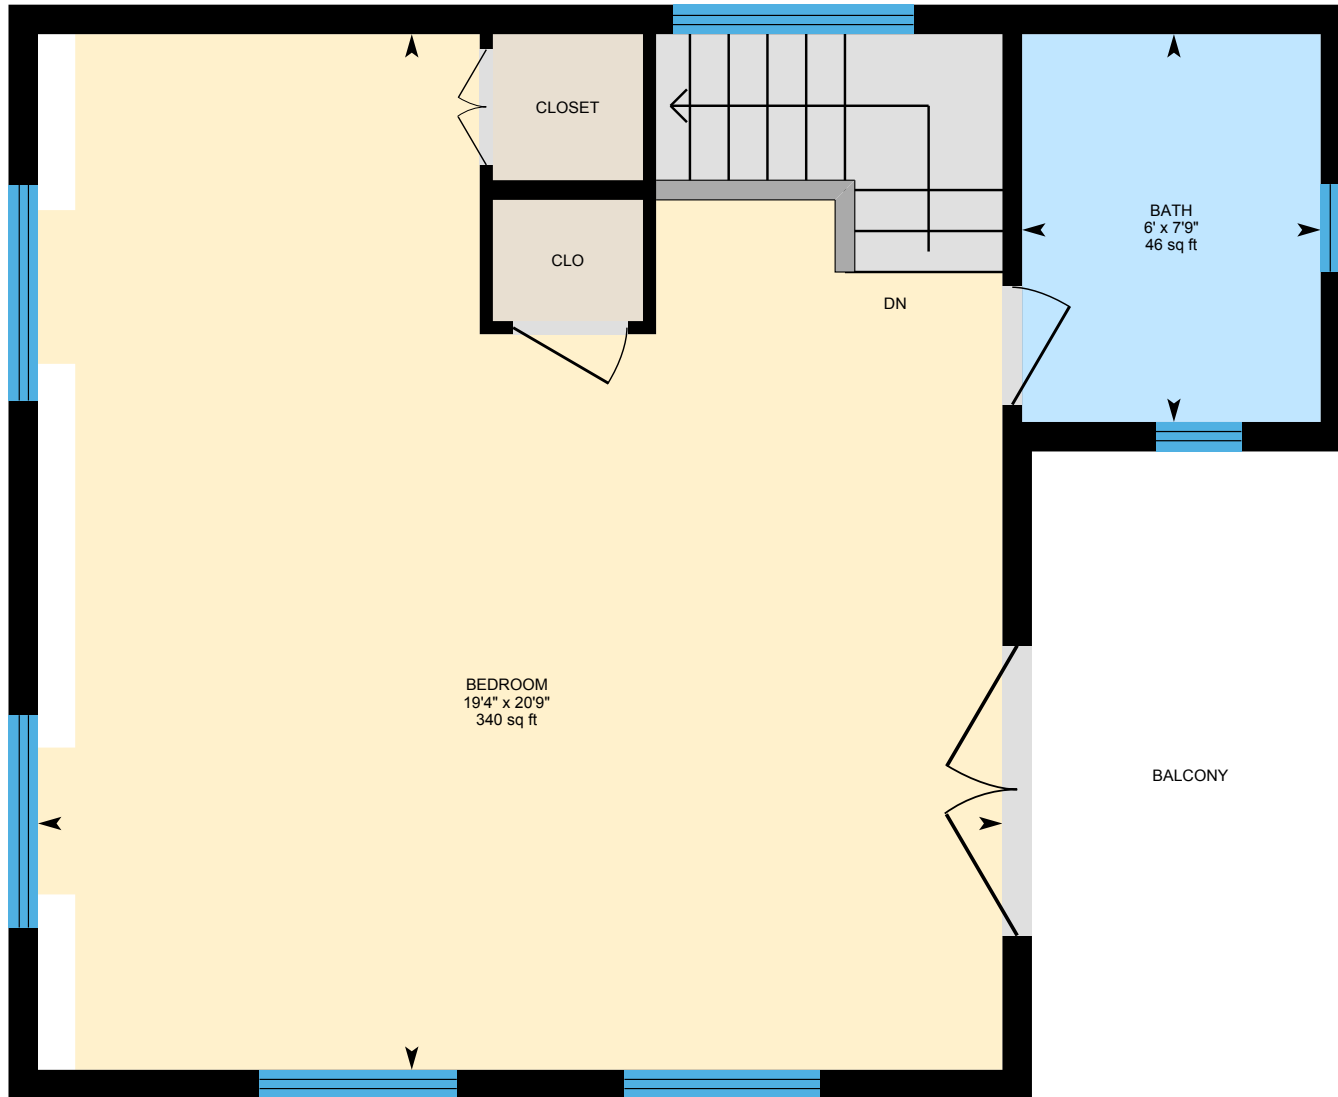 CLOSET
BATH
6' x 7'9"
46 sq ft
CLO
DN
BEDROOM
19'4" x 20'9"
340 sq ft
BALCONY